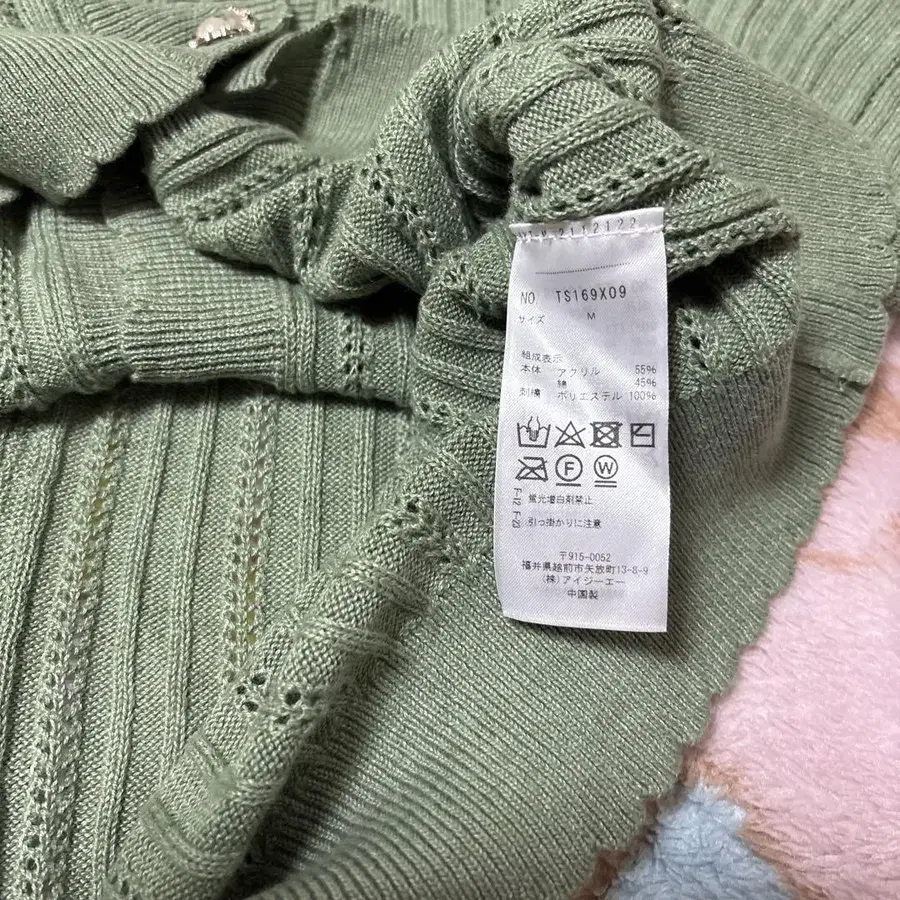 2112122
NO. TS169X09
サイズ M
組成表示
本体 アクリル 55%
綿 45%
刺繍 ポリエステル 100%
F W
F-12 蛍光増白剤禁止
F-23 引っ掛かりに注意
〒915-0052
福井県越前市矢放町13-8-9
(株)アイジーエー
中国製